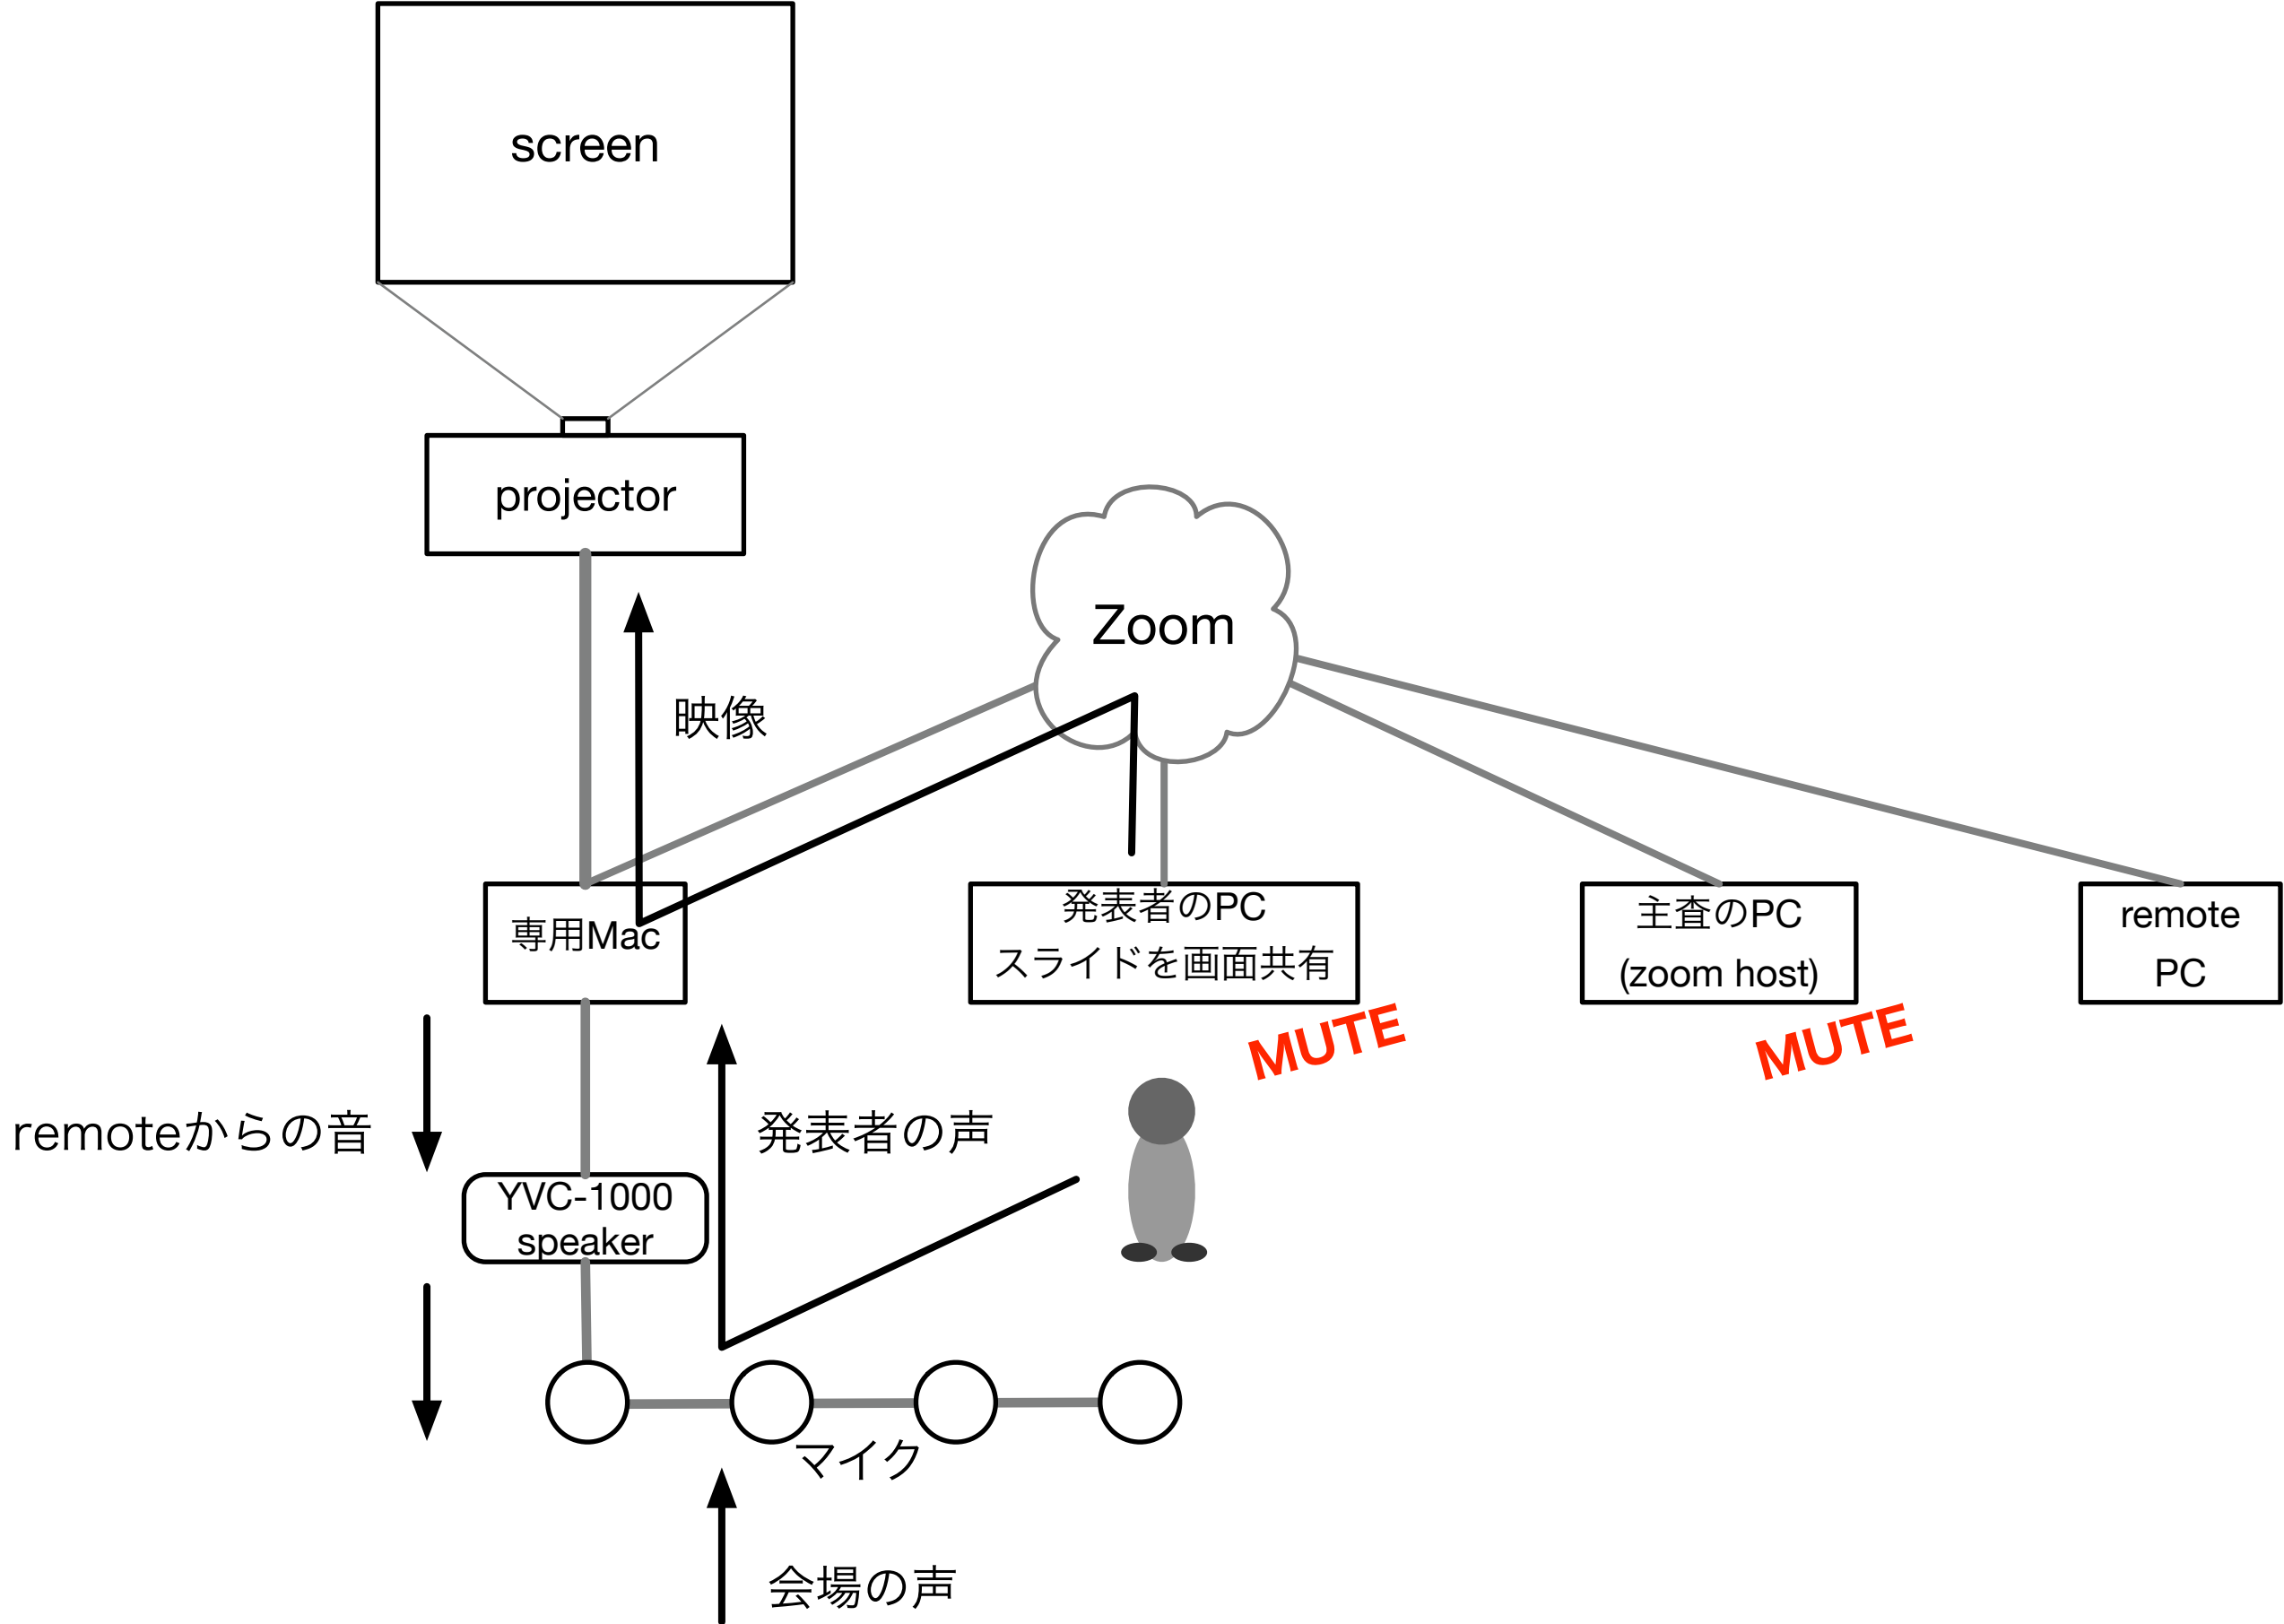 screen
projector
Zoom
映像
専用Mac
発表者のPC
スライドを画面共有
主査のPC
(zoom host)
remote
PC
MUTE
MUTE
remoteからの音
発表者の声
YVC-1000
speaker
マイク
会場の声